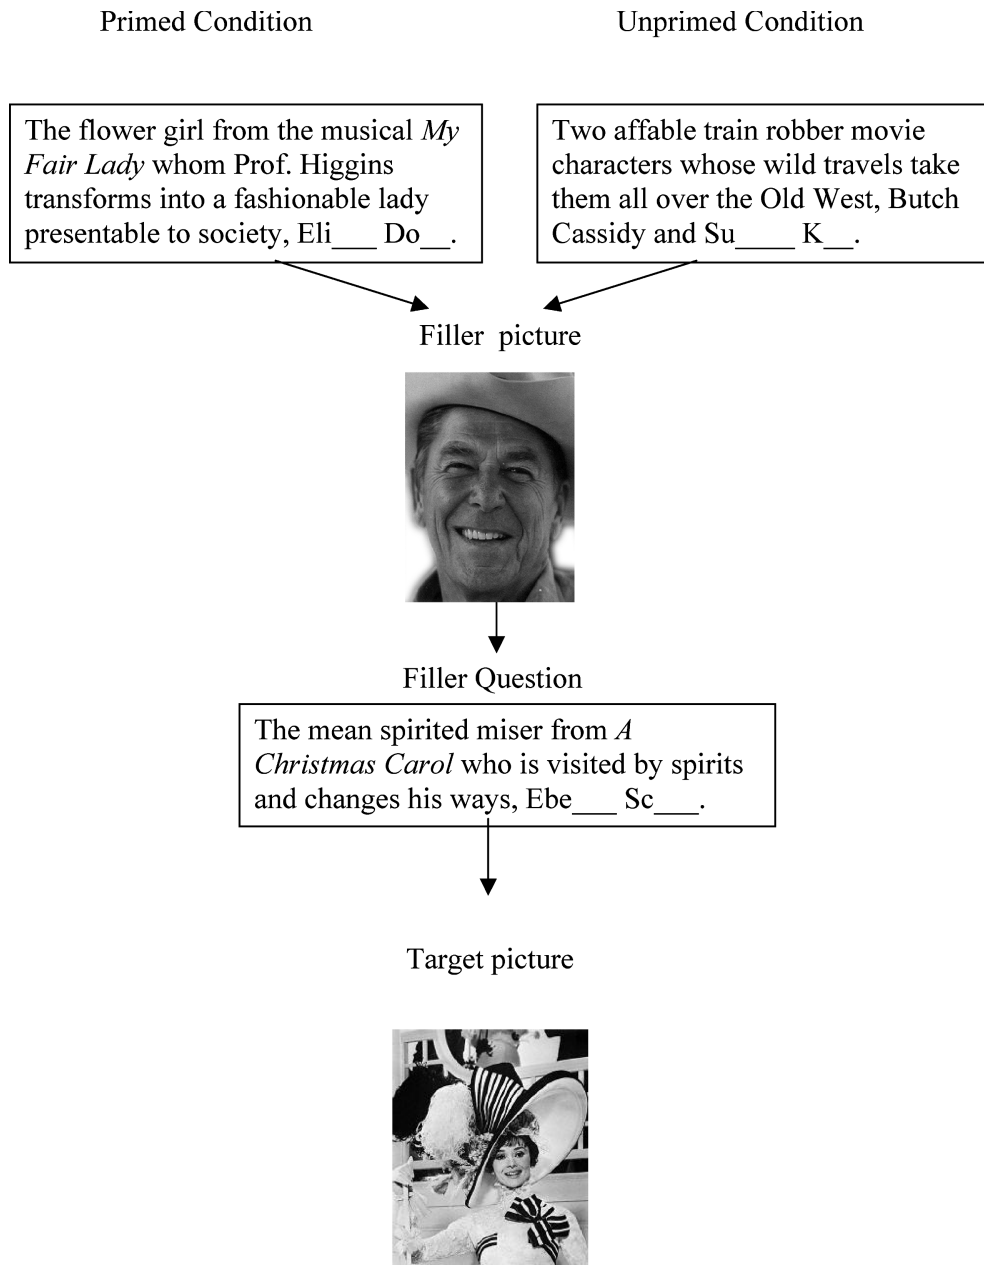 Primed Condition
Unprimed Condition
The flower girl from the musical My
Fair Lady whom Prof. Higgins
transforms into a fashionable lady
presentable to society, Eli___ Do__.
Two affable train robber movie
characters whose wild travels take
them all over the Old West, Butch
Cassidy and Su____ K__.
Filler picture
Filler Question
The mean spirited miser from A
Christmas Carol who is visited by spirits
and changes his ways, Ebe___ Sc___.
Target picture